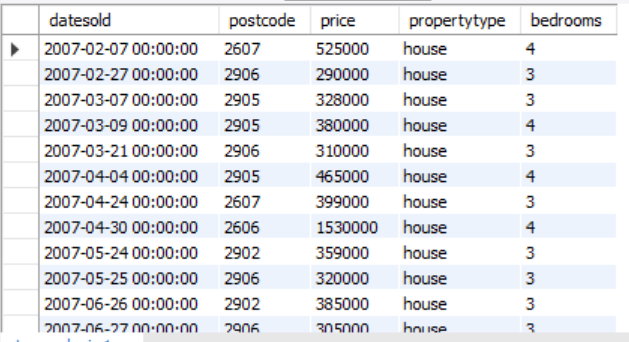 datesold postcode price propertytype bedrooms
2007-02-07 00:00:00 2607 525000 house 4
2007-02-27 00:00:00 2906 290000 house 3
2007-03-07 00:00:00 2905 328000 house 3
2007-03-09 00:00:00 2905 380000 house 4
2007-03-21 00:00:00 2906 310000 house 3
2007-04-04 00:00:00 2905 465000 house 4
2007-04-24 00:00:00 2607 399000 house 3
2007-04-30 00:00:00 2606 1530000 house 4
2007-05-24 00:00:00 2902 359000 house 3
2007-05-25 00:00:00 2906 320000 house 3
2007-06-26 00:00:00 2902 385000 house 3
2007-06-27 00:00:00 2906 305000 house 3